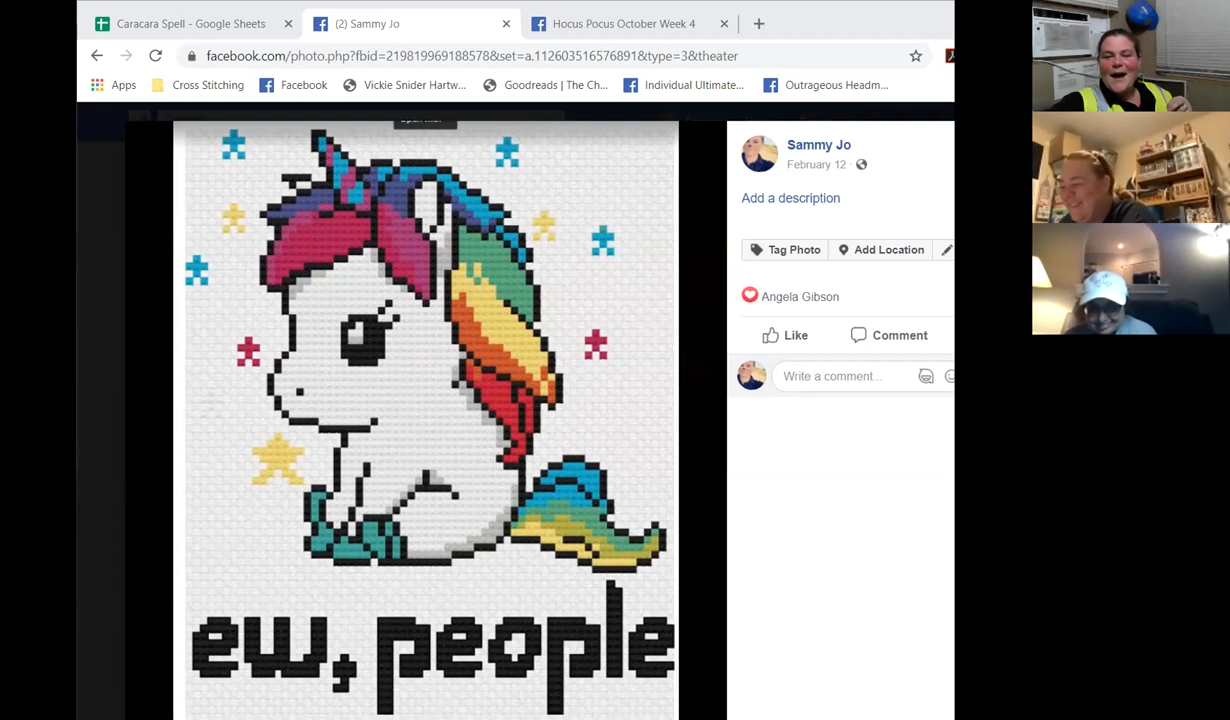 Caracara Spell - Google Sheets
(2) Sammy Jo
Hocus Pocus October Week 4
facebook.com/photo.php?fbid=219819969188578&set=a.112603516576891&type=3&theater
Apps
Cross Stitching
Facebook
Vickie Snider Hartw...
Goodreads | The Ch...
Individual Ultimate...
Outrageous Headm...
Sammy Jo
February 12
Add a description
Tag Photo
Add Location
Angela Gibson
Like
Comment
Write a comment...
ew, people